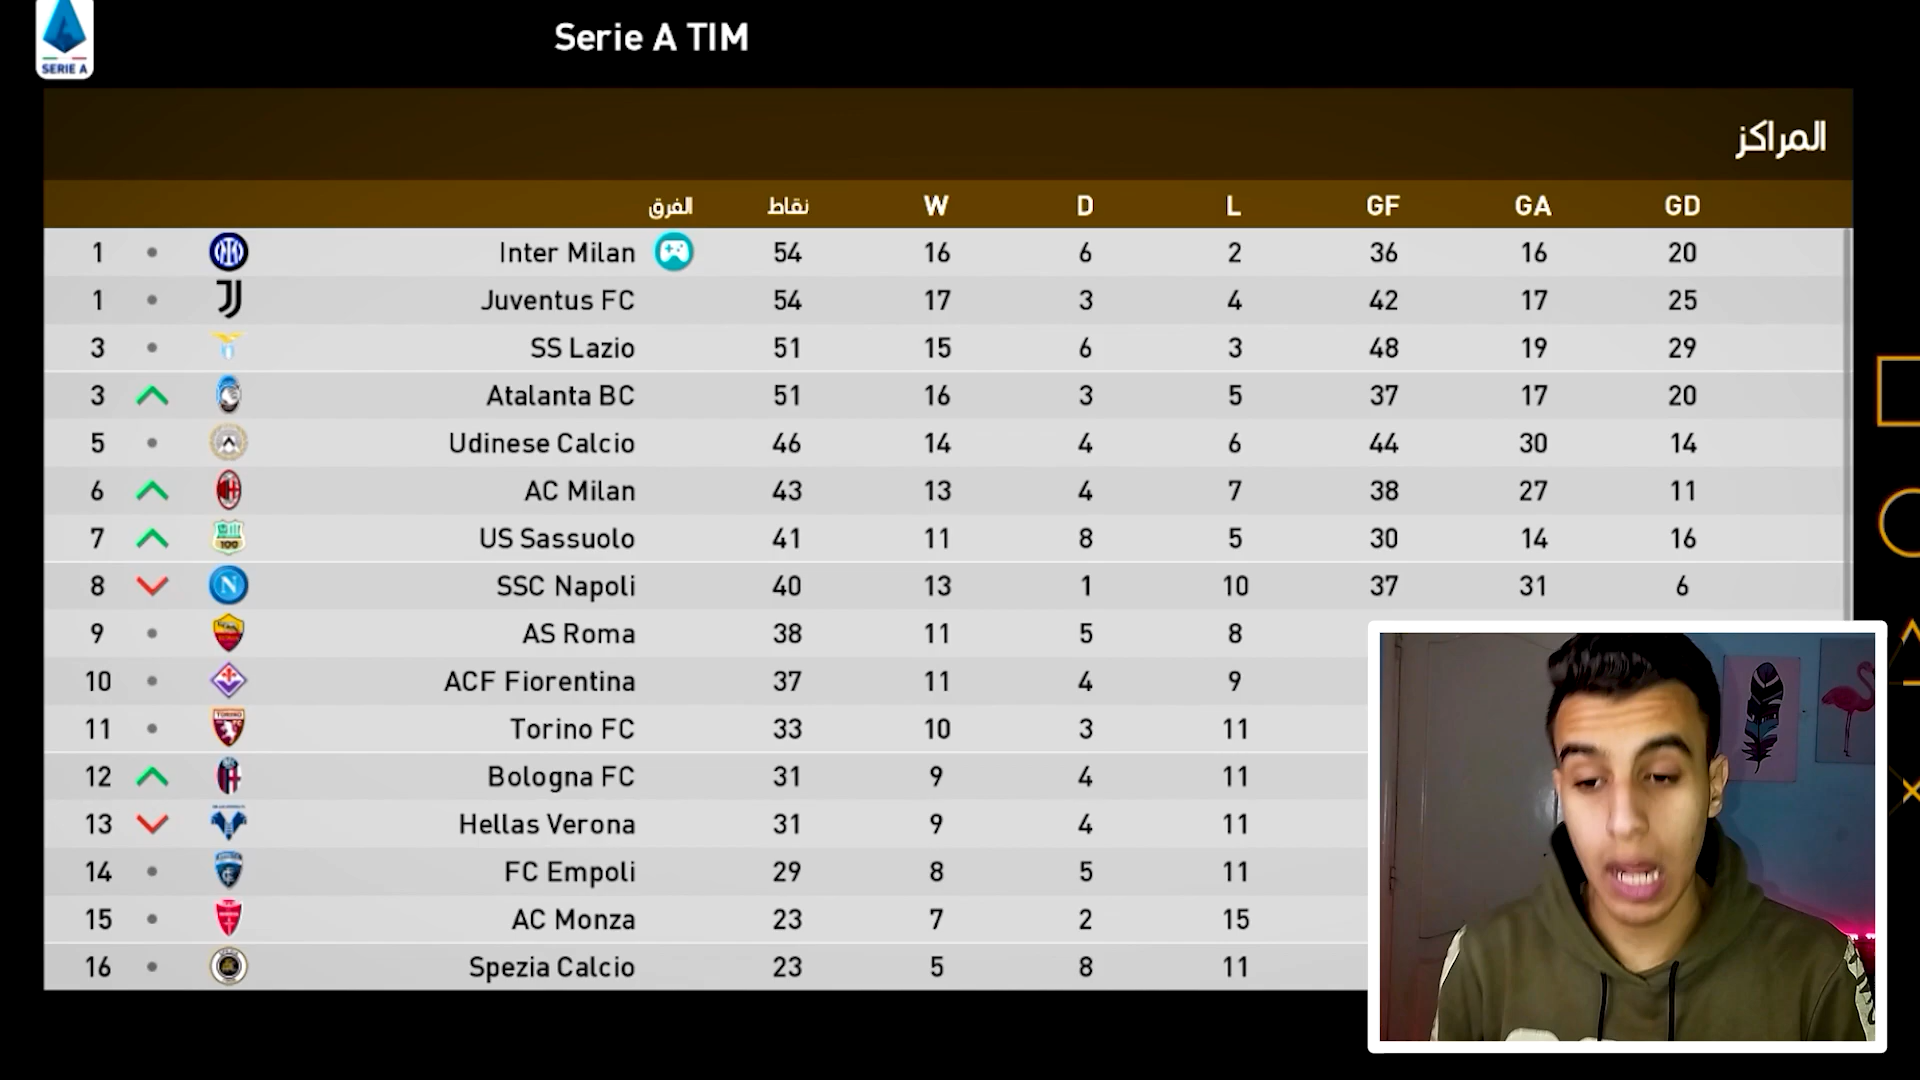 SERIE A
Serie A TIM
المراكز
الفرق نقاط W D L GF GA GD
1 Inter Milan 54 16 6 2 36 16 20
1 Juventus FC 54 17 3 4 42 17 25
3 SS Lazio 51 15 6 3 48 19 29
3 Atalanta BC 51 16 3 5 37 17 20
5 Udinese Calcio 46 14 4 6 44 30 14
6 AC Milan 43 13 4 7 38 27 11
7 US Sassuolo 41 11 8 5 30 14 16
8 SSC Napoli 40 13 1 10 37 31 6
9 AS Roma 38 11 5 8
10 ACF Fiorentina 37 11 4 9
11 Torino FC 33 10 3 11
12 Bologna FC 31 9 4 11
13 Hellas Verona 31 9 4 11
14 FC Empoli 29 8 5 11
15 AC Monza 23 7 2 15
16 Spezia Calcio 23 5 8 11